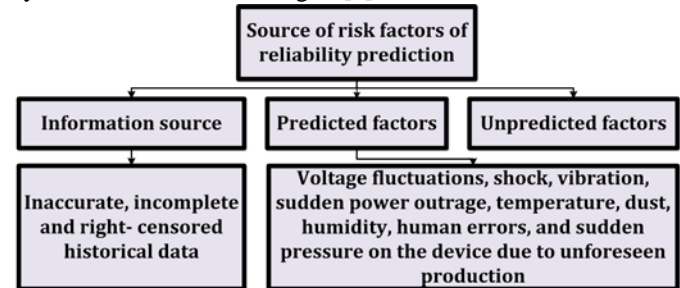 Source of risk factors of
reliability prediction
Information source
Predicted factors
Unpredicted factors
Inaccurate, incomplete
and right- censored
historical data
Voltage fluctuations, shock, vibration,
sudden power outrage, temperature, dust,
humidity, human errors, and sudden
pressure on the device due to unforeseen
production